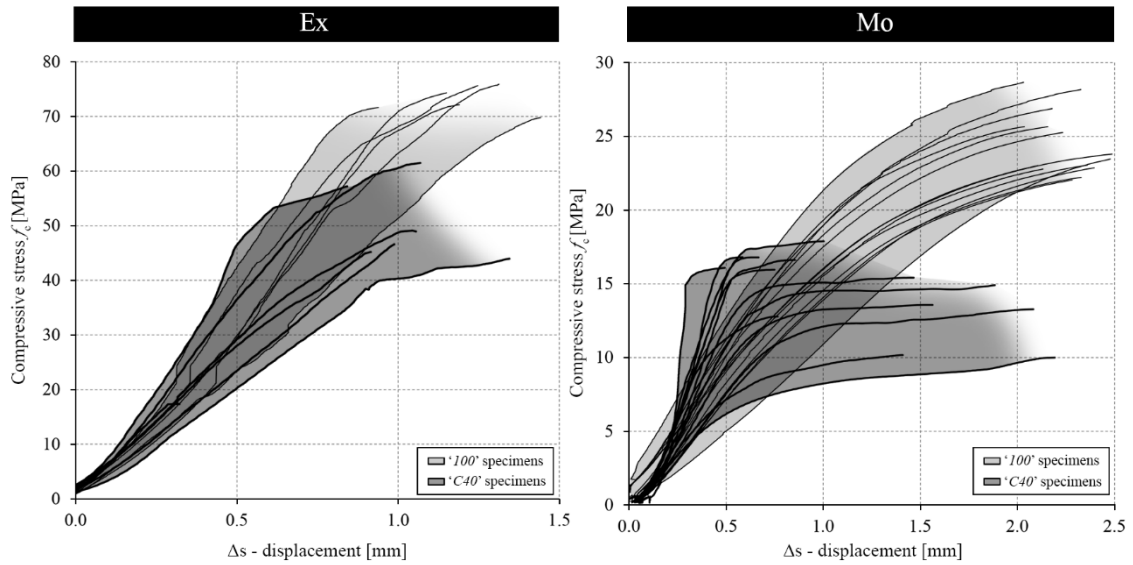 Ex
Mo
Compressive stress f_c [MPa]
80
70
60
50
40
30
20
10
0
0.0
0.5
1.0
1.5
Δs - displacement [mm]
'100' specimens
'C40' specimens
Compressive stress f_c [MPa]
30
25
20
15
10
5
0
0.0
0.5
1.0
1.5
2.0
2.5
Δs - displacement [mm]
'100' specimens
'C40' specimens